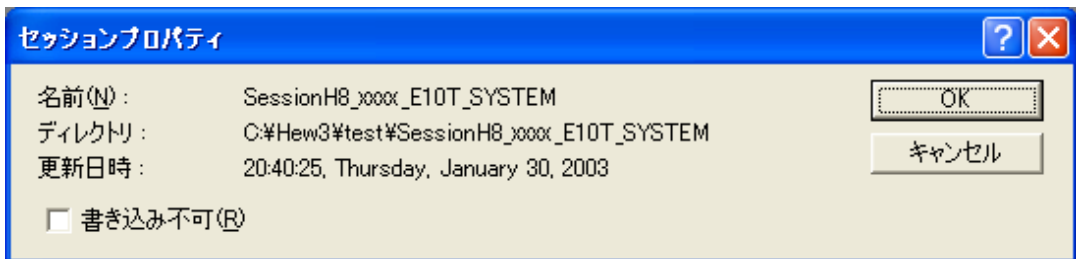 セッションプロパティ
名前(N):	SessionH8_xxxx_E10T_SYSTEM
OK
ディレクトリ:	C:¥Hew3¥test¥SessionH8_xxxx_E10T_SYSTEM
キャンセル
更新日時:	20:40:25, Thursday, January 30, 2003
書き込み不可(R)